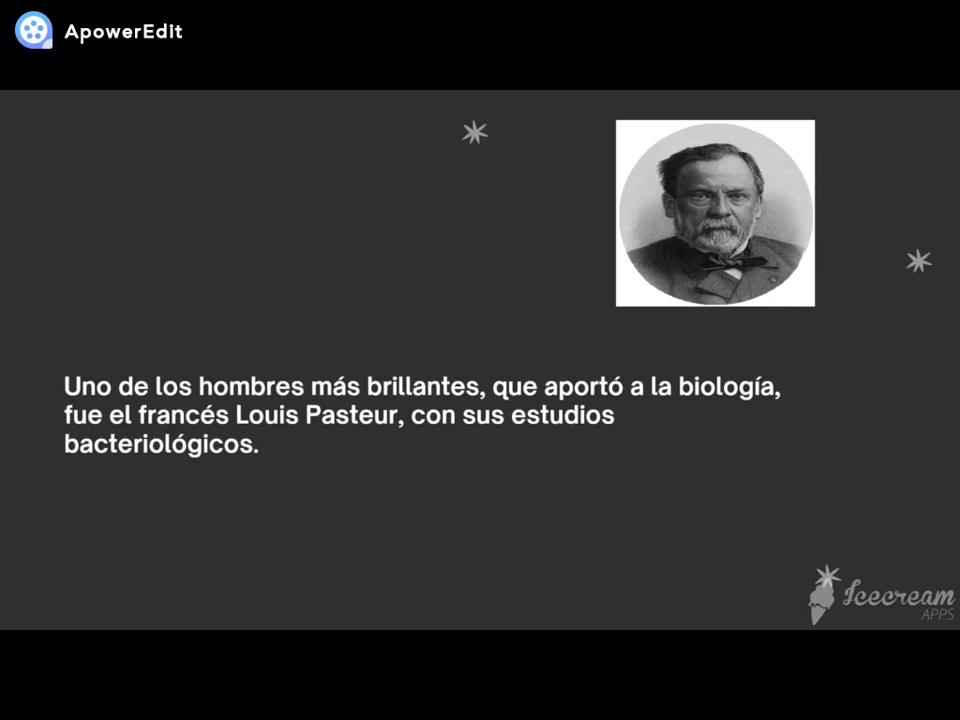 ApowerEdit
Uno de los hombres más brillantes, que aportó a la biología,
fue el francés Louis Pasteur, con sus estudios
bacteriológicos.
Icecream
APPS